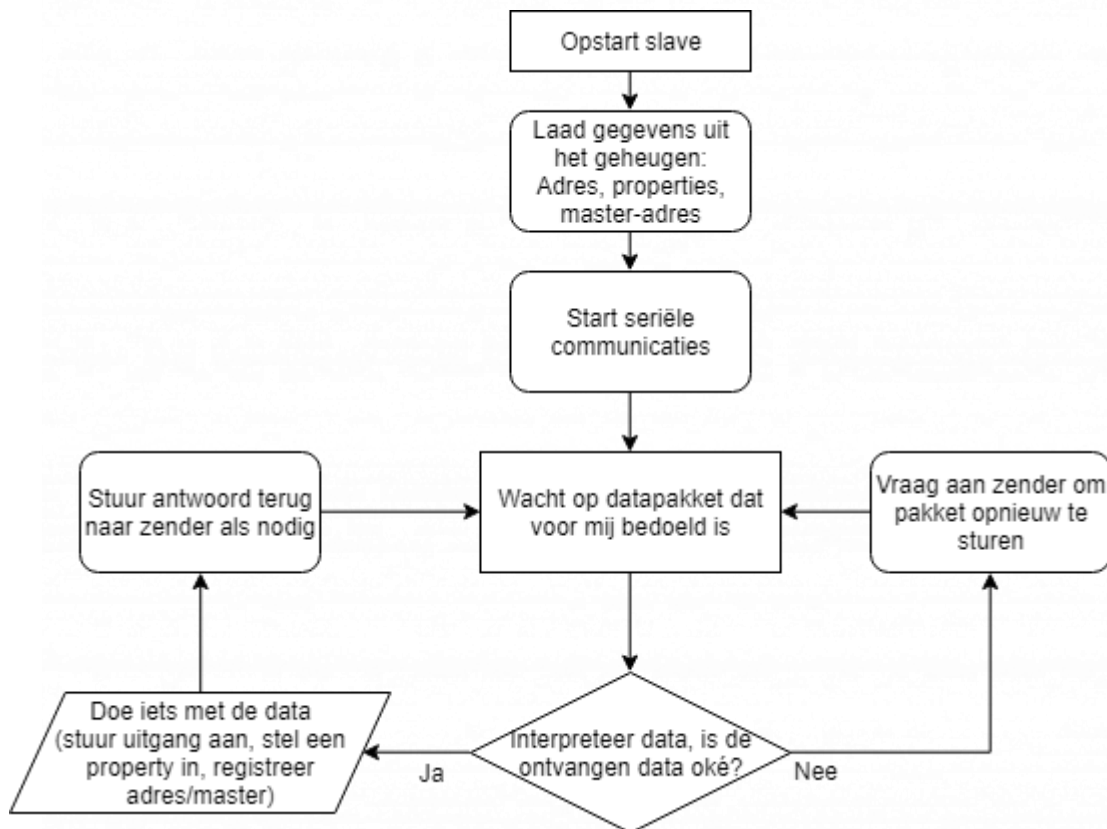 Opstart slave
Laad gegevens uit
het geheugen:
Adres, properties,
master-adres
Start seriële
communicaties
Stuur antwoord terug
naar zender als nodig
Wacht op datapakket dat
voor mij bedoeld is
Vraag aan zender om
pakket opnieuw te
sturen
Doe iets met de data
(stuur uitgang aan, stel een
property in, registreer
adres/master)
Ja
Interpreteer data, is de
ontvangen data oké?
Nee